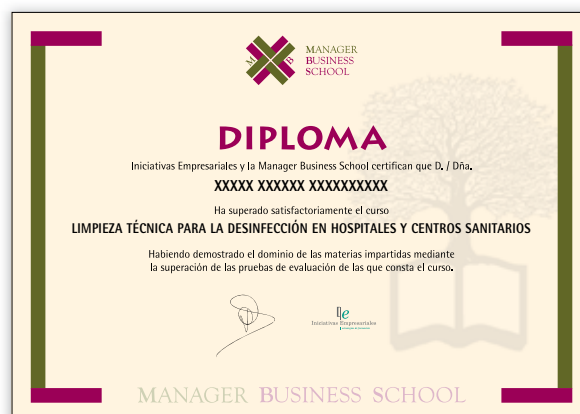 M B
MANAGER
BUSINESS
SCHOOL
DIPLOMA
Iniciativas Empresariales y la Manager Business School certifican que D. / Dña.
XXXXX XXXXXX XXXXXXXXXX
Ha superado satisfactoriamente el curso
LIMPIEZA TÉCNICA PARA LA DESINFECCIÓN EN HOSPITALES Y CENTROS SANITARIOS
Habiendo demostrado el dominio de las materias impartidas mediante
la superación de las pruebas de evaluación de las que consta el curso.
Ile
Iniciativas Empresariales
MANAGER BUSINESS SCHOOL